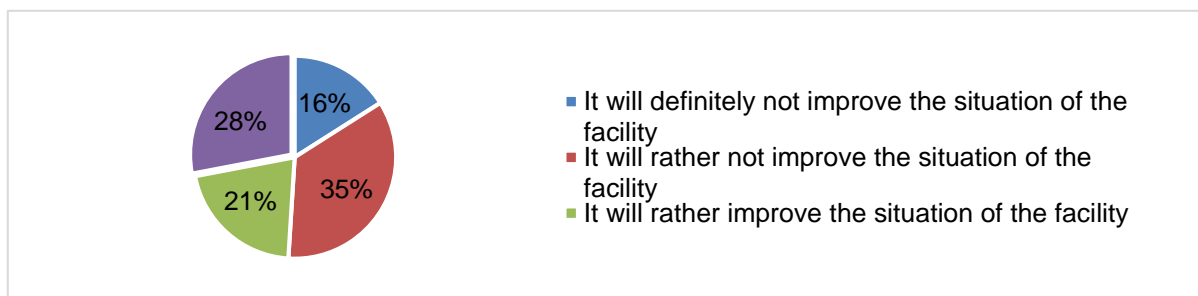 16%
28%
35%
21%
It will definitely not improve the situation of the
facility
It will rather not improve the situation of the
facility
It will rather improve the situation of the facility